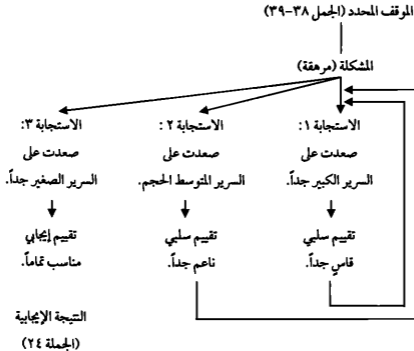 الموقف المحدد (الجمل ٣٨-٣٩)
المشكلة (مرهقة)
الاستجابة ١:
صعدت على
السرير الكبير جداً.
تقييم سلبي
قاسٍ جداً.
الاستجابة ٢:
صعدت على
السرير المتوسط الحجم.
تقييم سلبي
ناعم جداً.
الاستجابة ٣:
صعدت على
السرير الصغير جداً.
تقييم إيجابي
مناسب تماماً.
النتيجة الإيجابية
(الجملة ٢٤)